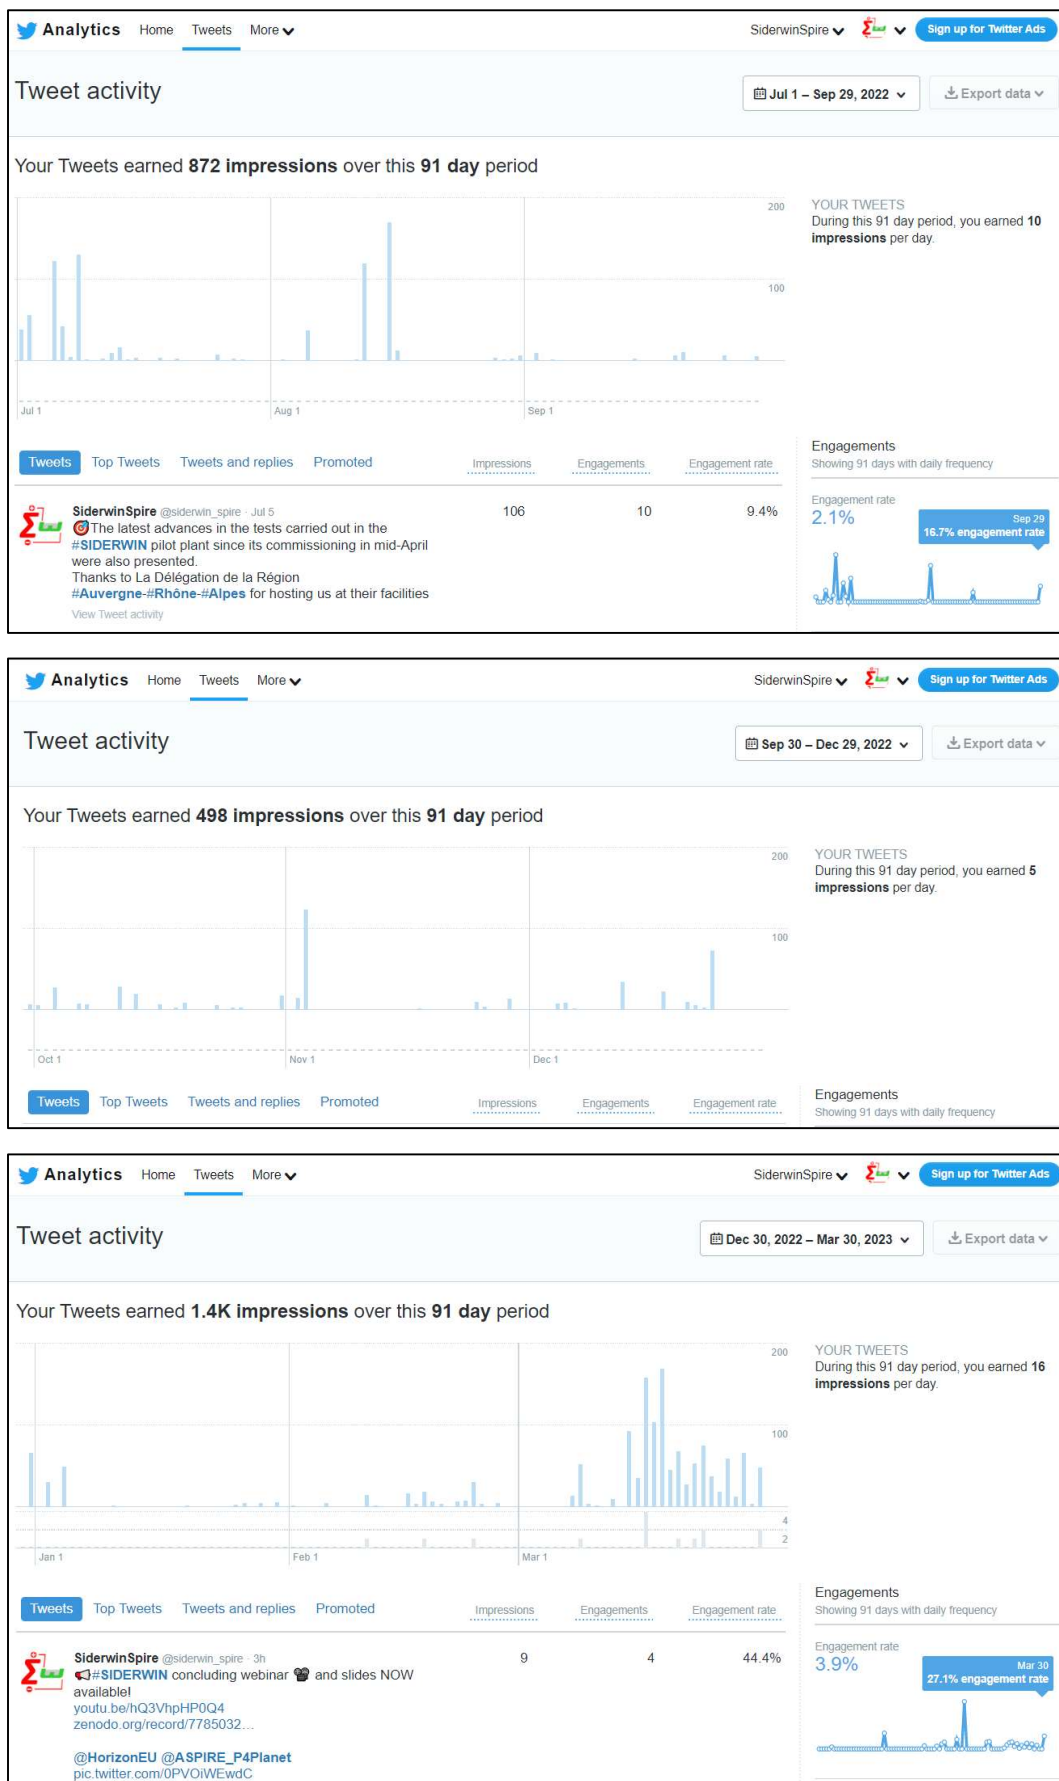 Analytics Home Tweets More SiderwinSpire Sign up for Twitter Ads
Tweet activity Jul 1 – Sep 29, 2022 Export data
Your Tweets earned 872 impressions over this 91 day period
200
100
YOUR TWEETS
During this 91 day period, you earned 10
impressions per day.
Jul 1 Aug 1 Sep 1
Tweets Top Tweets Tweets and replies Promoted Impressions Engagements Engagement rate
Engagements
Showing 91 days with daily frequency
SiderwinSpire @siderwin_spire · Jul 5 106 10 9.4%
🎯The latest advances in the tests carried out in the
#SIDERWIN pilot plant since its commissioning in mid-April
were also presented.
Thanks to La Délégation de la Région
#Auvergne-#Rhône-#Alpes for hosting us at their facilities
View Tweet activity
Engagement rate
2.1%
Sep 29
16.7% engagement rate
Analytics Home Tweets More SiderwinSpire Sign up for Twitter Ads
Tweet activity Sep 30 – Dec 29, 2022 Export data
Your Tweets earned 498 impressions over this 91 day period
200
100
YOUR TWEETS
During this 91 day period, you earned 5
impressions per day.
Oct 1 Nov 1 Dec 1
Tweets Top Tweets Tweets and replies Promoted Impressions Engagements Engagement rate
Engagements
Showing 91 days with daily frequency
Analytics Home Tweets More SiderwinSpire Sign up for Twitter Ads
Tweet activity Dec 30, 2022 – Mar 30, 2023 Export data
Your Tweets earned 1.4K impressions over this 91 day period
200
100
4
2
YOUR TWEETS
During this 91 day period, you earned 16
impressions per day.
Jan 1 Feb 1 Mar 1
Tweets Top Tweets Tweets and replies Promoted Impressions Engagements Engagement rate
Engagements
Showing 91 days with daily frequency
SiderwinSpire @siderwin_spire · 3h 9 4 44.4%
📢#SIDERWIN concluding webinar 📽 and slides NOW
available!
youtu.be/hQ3VhpHP0Q4
zenodo.org/record/7785032…
@HorizonEU @ASPIRE_P4Planet
pic.twitter.com/0PVOiWEwdC
Engagement rate
3.9%
Mar 30
27.1% engagement rate